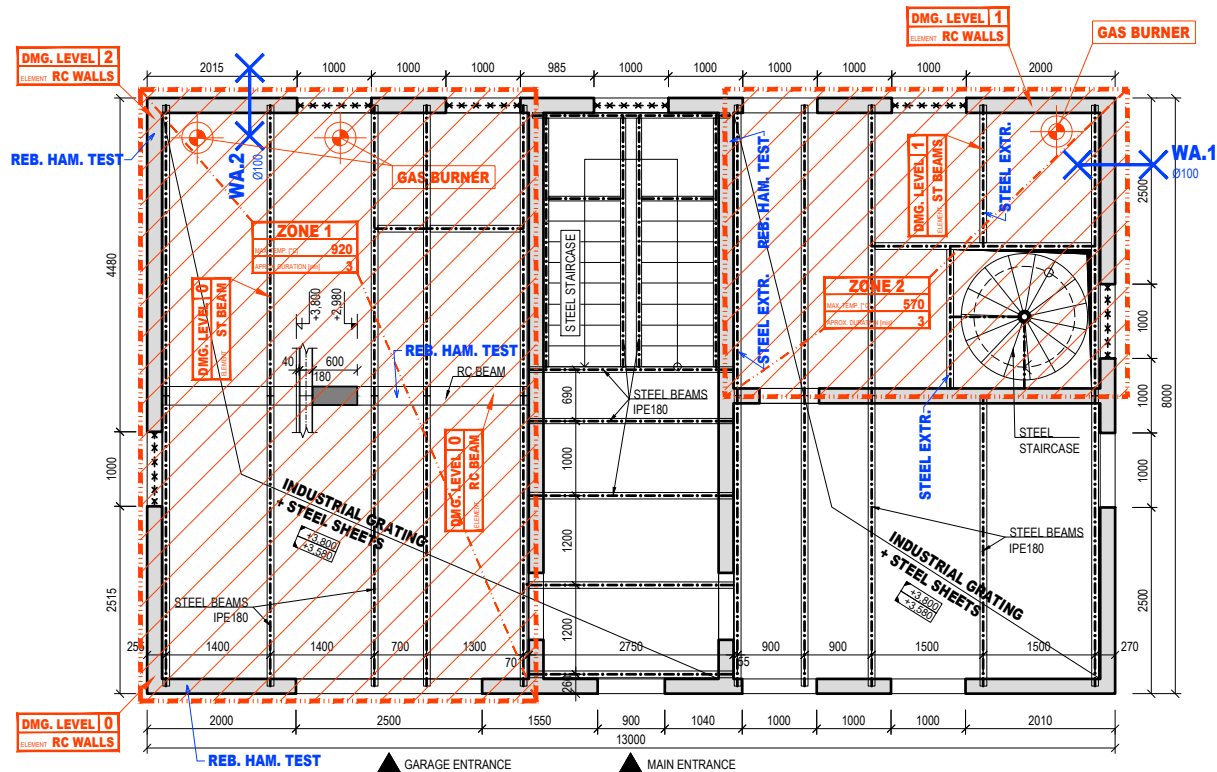 DMG. LEVEL 2
ELEMENT RC WALLS
DMG. LEVEL 1
ELEMENT RC WALLS
GAS BURNER
2015
1000
1000
1000
985
1000
1000
1000
1000
1000
2000
REB. HAM. TEST
WA.2
Ø100
GAS BURNER
REB. HAM. TEST
DMG. LEVEL 1
ELEMENT ST BEAMS
STEEL EXTR.
WA.1
Ø100
2500
4480
ZONE 1
MAX. TEMP. [°C] 920
APROX. DURATION [min] 3
DMG. LEVEL 0
ELEMENT ST BEAM
+3,800
+2,980
STEEL STAIRCASE
STEEL EXTR.
ZONE 2
MAX. TEMP. [°C] 570
APROX. DURATION [min] 3
1000
REB. HAM. TEST
RC BEAM
40
600
180
690
STEEL BEAMS
IPE180
STEEL EXTR.
1000
8000
STEEL
STAIRCASE
1000
1000
DMG. LEVEL 0
ELEMENT RC BEAM
1000
INDUSTRIAL GRATING
+ STEEL SHEETS
+3.800
+3.580
1200
STEEL BEAMS
IPE180
INDUSTRIAL GRATING
+ STEEL SHEETS
+3.800
+3.580
2515
STEEL BEAMS
IPE180
1200
2500
1400
1400
700
1300
70
2750
900
900
1500
1500
270
DMG. LEVEL 0
ELEMENT RC WALLS
2000
2500
1550
900
1040
1000
1000
1000
2010
13000
REB. HAM. TEST
GARAGE ENTRANCE
MAIN ENTRANCE